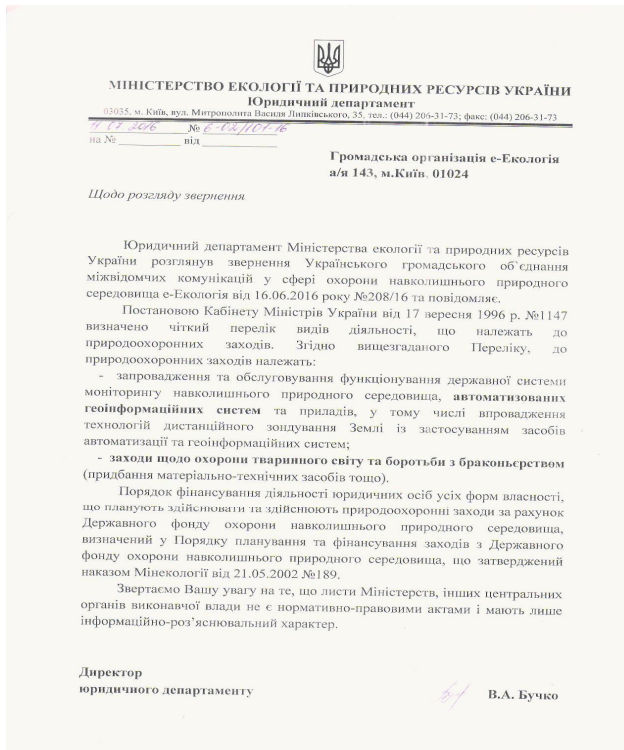 МІНІСТЕРСТВО ЕКОЛОГІЇ ТА ПРИРОДНИХ РЕСУРСІВ УКРАЇНИ
Юридичний департамент
03035, м. Київ, вул. Митрополита Василя Липківського, 35, тел.: (044) 206-31-73; факс: (044) 206-31-73
11 07 2016 № 6-02/101-16
на № ____________ від ______________
Громадська організація е-Екологія
а/я 143, м.Київ. 01024
Щодо розгляду звернення
Юридичний департамент Міністерства екології та природних ресурсів
України розглянув звернення Українського громадського об`єднання
міжвідомчих комунікацій у сфері охорони навколишнього природного
середовища е-Екологія від 16.06.2016 року №208/16 та повідомляє.
Постановою Кабінету Міністрів України від 17 вересня 1996 р. №1147
визначено чіткий перелік видів діяльності, що належать до
природоохоронних заходів. Згідно вищезгаданого Переліку, до
природоохоронних заходів належать:
- запровадження та обслуговування функціонування державної системи
моніторингу навколишнього природного середовища, автоматизованих
геоінформаційних систем та приладів, у тому числі впровадження
технологій дистанційного зондування Землі із застосуванням засобів
автоматизації та геоінформаційних систем;
- заходи щодо охорони тваринного світу та боротьби з браконьєрством
(придбання матеріально-технічних засобів тощо).
Порядок фінансування діяльності юридичних осіб усіх форм власності,
що планують здійснювати та здійснюють природоохоронні заходи за рахунок
Державного фонду охорони навколишнього природного середовища,
визначений у Порядку планування та фінансування заходів з Державного
фонду охорони навколишнього природного середовища, що затверджений
наказом Мінекології від 21.05.2002 №189.
Звертаємо Вашу увагу на те, що листи Міністерств, інших центральних
органів виконавчої влади не є нормативно-правовими актами і мають лише
інформаційно-роз’яснювальний характер.
Директор
юридичного департаменту В.А. Бучко